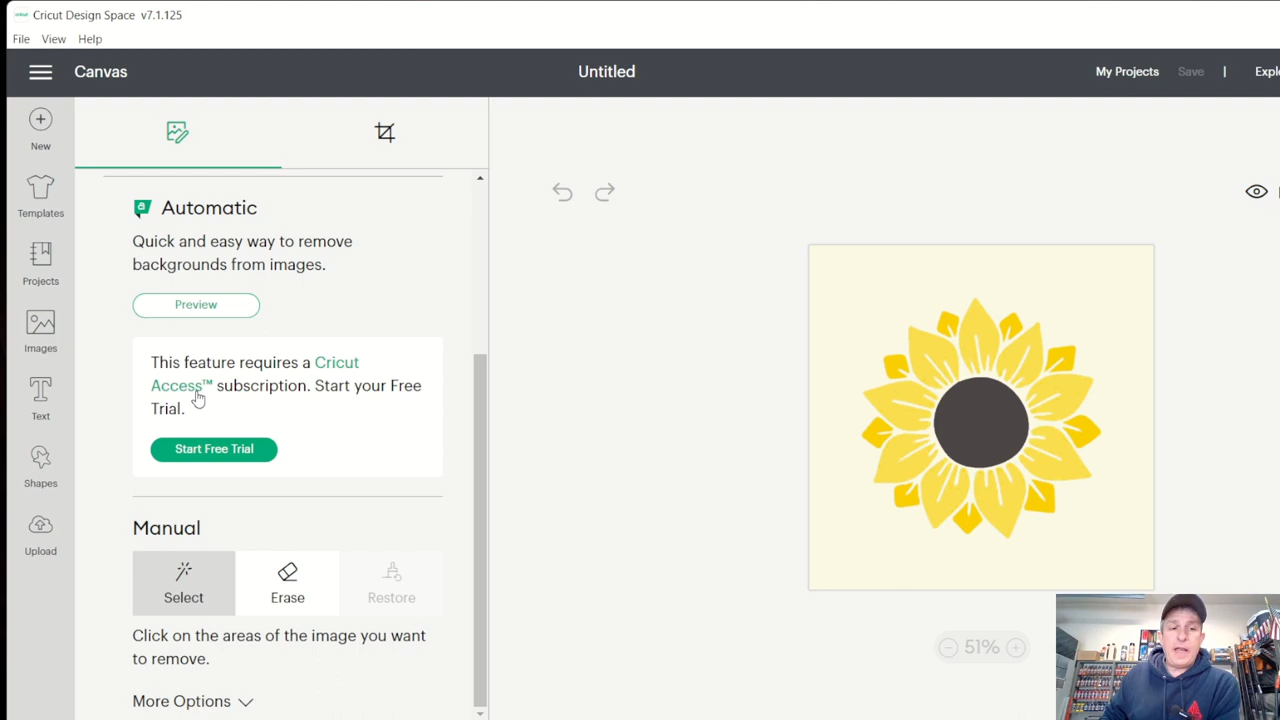 Cricut Design Space v7.1.125
File View Help
Canvas
Untitled
My Projects Save | Explo
New
Templates
Projects
Images
Text
Shapes
Upload
Automatic
Quick and easy way to remove
backgrounds from images.
Preview
This feature requires a Cricut
Access™ subscription. Start your Free
Trial.
Start Free Trial
Manual
Select
Erase
Restore
Click on the areas of the image you want
to remove.
More Options
51%